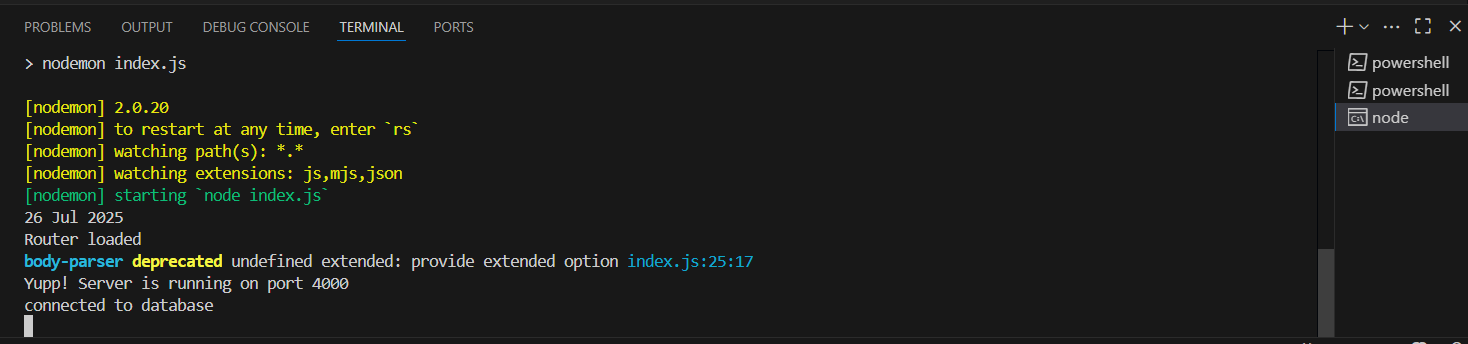 PROBLEMS OUTPUT DEBUG CONSOLE TERMINAL PORTS
> nodemon index.js
[nodemon] 2.0.20
[nodemon] to restart at any time, enter `rs`
[nodemon] watching path(s): *.*
[nodemon] watching extensions: js,mjs,json
[nodemon] starting `node index.js`
26 Jul 2025
Router loaded
body-parser deprecated undefined extended: provide extended option index.js:25:17
Yupp! Server is running on port 4000
connected to database
powershell
powershell
node